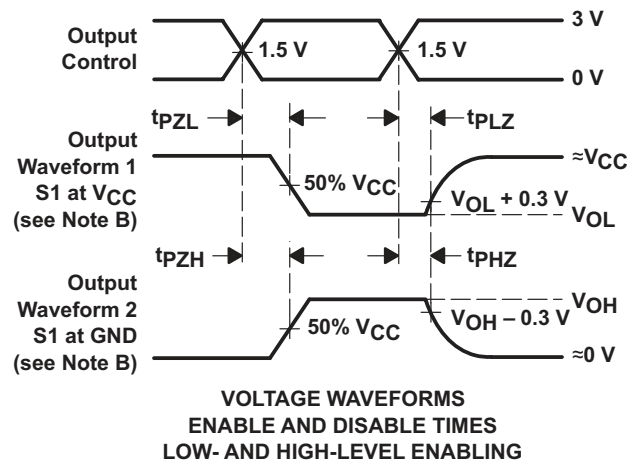 Output
Control
1.5 V
1.5 V
3 V
0 V
tPZL
tPLZ
Output
Waveform 1
S1 at VCC
(see Note B)
50% VCC
≈VCC
VOL + 0.3 V
VOL
tPZH
tPHZ
Output
Waveform 2
S1 at GND
(see Note B)
50% VCC
VOH
VOH – 0.3 V
≈0 V
VOLTAGE WAVEFORMS
ENABLE AND DISABLE TIMES
LOW- AND HIGH-LEVEL ENABLING